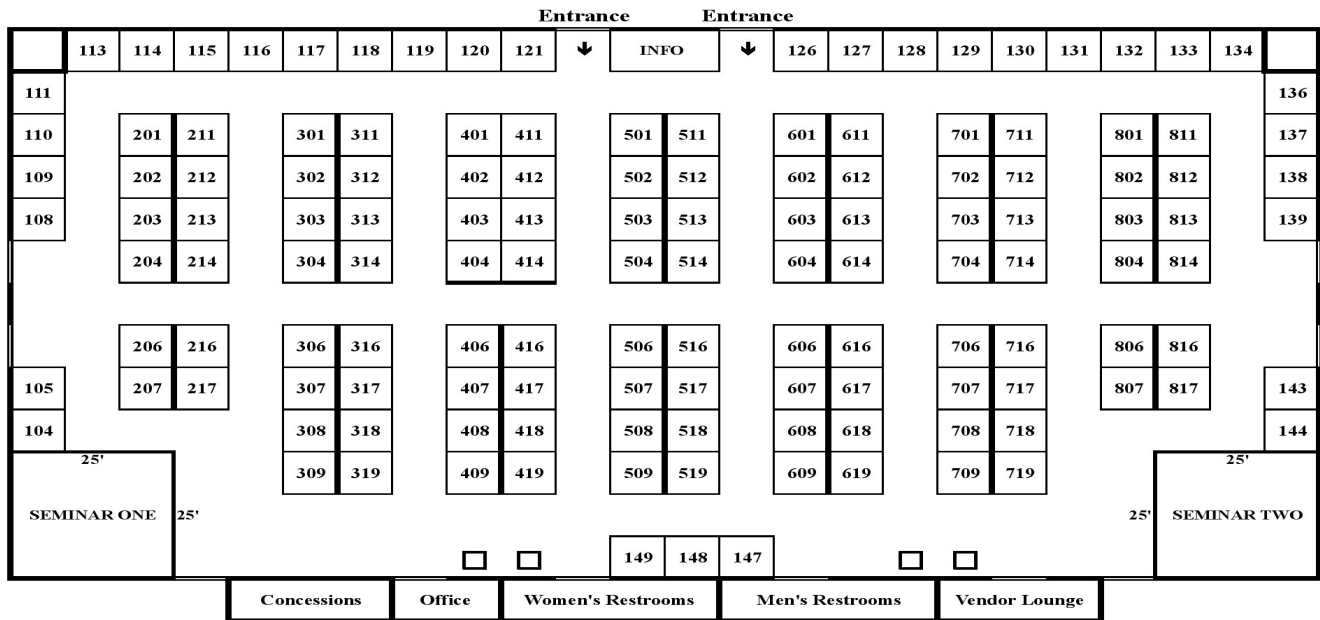 Entrance Entrance
113 114 115 116 117 118 119 120 121 INFO 126 127 128 129 130 131 132 133 134
111 136
110 201 211 301 311 401 411 501 511 601 611 701 711 801 811 137
109 202 212 302 312 402 412 502 512 602 612 702 712 802 812 138
108 203 213 303 313 403 413 503 513 603 613 703 713 803 813 139
204 214 304 314 404 414 504 514 604 614 704 714 804 814
206 216 306 316 406 416 506 516 606 616 706 716 806 816
105 207 217 307 317 407 417 507 517 607 617 707 717 807 817 143
104 308 318 408 418 508 518 608 618 708 718 144
25' 309 319 409 419 509 519 609 619 709 719 25'
SEMINAR ONE 25' 25' SEMINAR TWO
149 148 147
Concessions Office Women's Restrooms Men's Restrooms Vendor Lounge